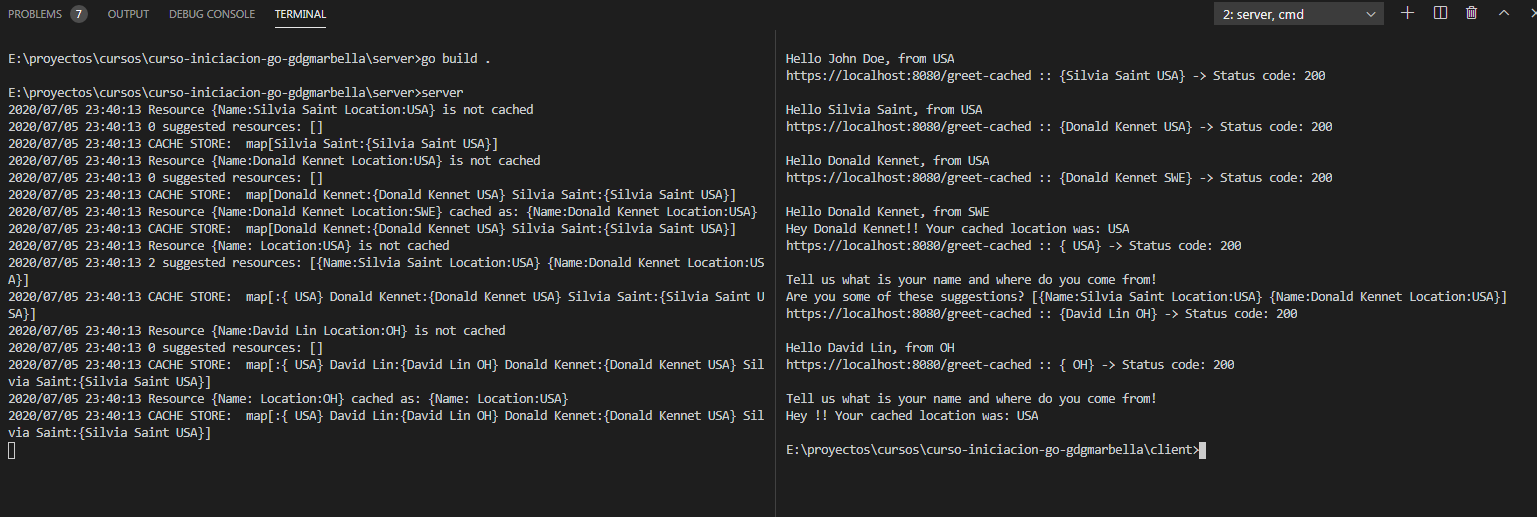 PROBLEMS 7 OUTPUT DEBUG CONSOLE TERMINAL 2: server, cmd
E:\proyectos\cursos\curso-iniciacion-go-gdgmarbella\server>go build .
E:\proyectos\cursos\curso-iniciacion-go-gdgmarbella\server>server
2020/07/05 23:40:13 Resource {Name:Silvia Saint Location:USA} is not cached
2020/07/05 23:40:13 0 suggested resources: []
2020/07/05 23:40:13 CACHE STORE:  map[Silvia Saint:{Silvia Saint USA}]
2020/07/05 23:40:13 Resource {Name:Donald Kennet Location:USA} is not cached
2020/07/05 23:40:13 0 suggested resources: []
2020/07/05 23:40:13 CACHE STORE:  map[Donald Kennet:{Donald Kennet USA} Silvia Saint:{Silvia Saint USA}]
2020/07/05 23:40:13 Resource {Name:Donald Kennet Location:SWE} cached as: {Name:Donald Kennet Location:USA}
2020/07/05 23:40:13 CACHE STORE:  map[Donald Kennet:{Donald Kennet USA} Silvia Saint:{Silvia Saint USA}]
2020/07/05 23:40:13 Resource {Name: Location:USA} is not cached
2020/07/05 23:40:13 2 suggested resources: [{Name:Silvia Saint Location:USA} {Name:Donald Kennet Location:US
A}]
2020/07/05 23:40:13 CACHE STORE:  map[:{ USA} Donald Kennet:{Donald Kennet USA} Silvia Saint:{Silvia Saint U
SA}]
2020/07/05 23:40:13 Resource {Name:David Lin Location:OH} is not cached
2020/07/05 23:40:13 0 suggested resources: []
2020/07/05 23:40:13 CACHE STORE:  map[:{ USA} David Lin:{David Lin OH} Donald Kennet:{Donald Kennet USA} Sil
via Saint:{Silvia Saint USA}]
2020/07/05 23:40:13 Resource {Name: Location:OH} cached as: {Name: Location:USA}
2020/07/05 23:40:13 CACHE STORE:  map[:{ USA} David Lin:{David Lin OH} Donald Kennet:{Donald Kennet USA} Sil
via Saint:{Silvia Saint USA}]
Hello John Doe, from USA
https://localhost:8080/greet-cached :: {Silvia Saint USA} -> Status code: 200
Hello Silvia Saint, from USA
https://localhost:8080/greet-cached :: {Donald Kennet USA} -> Status code: 200
Hello Donald Kennet, from USA
https://localhost:8080/greet-cached :: {Donald Kennet SWE} -> Status code: 200
Hello Donald Kennet, from SWE
Hey Donald Kennet!! Your cached location was: USA
https://localhost:8080/greet-cached :: { USA} -> Status code: 200
Tell us what is your name and where do you come from!
Are you some of these suggestions? [{Name:Silvia Saint Location:USA} {Name:Donald Kennet Location:USA}]
https://localhost:8080/greet-cached :: {David Lin OH} -> Status code: 200
Hello David Lin, from OH
https://localhost:8080/greet-cached :: { OH} -> Status code: 200
Tell us what is your name and where do you come from!
Hey !! Your cached location was: USA
E:\proyectos\cursos\curso-iniciacion-go-gdgmarbella\client>